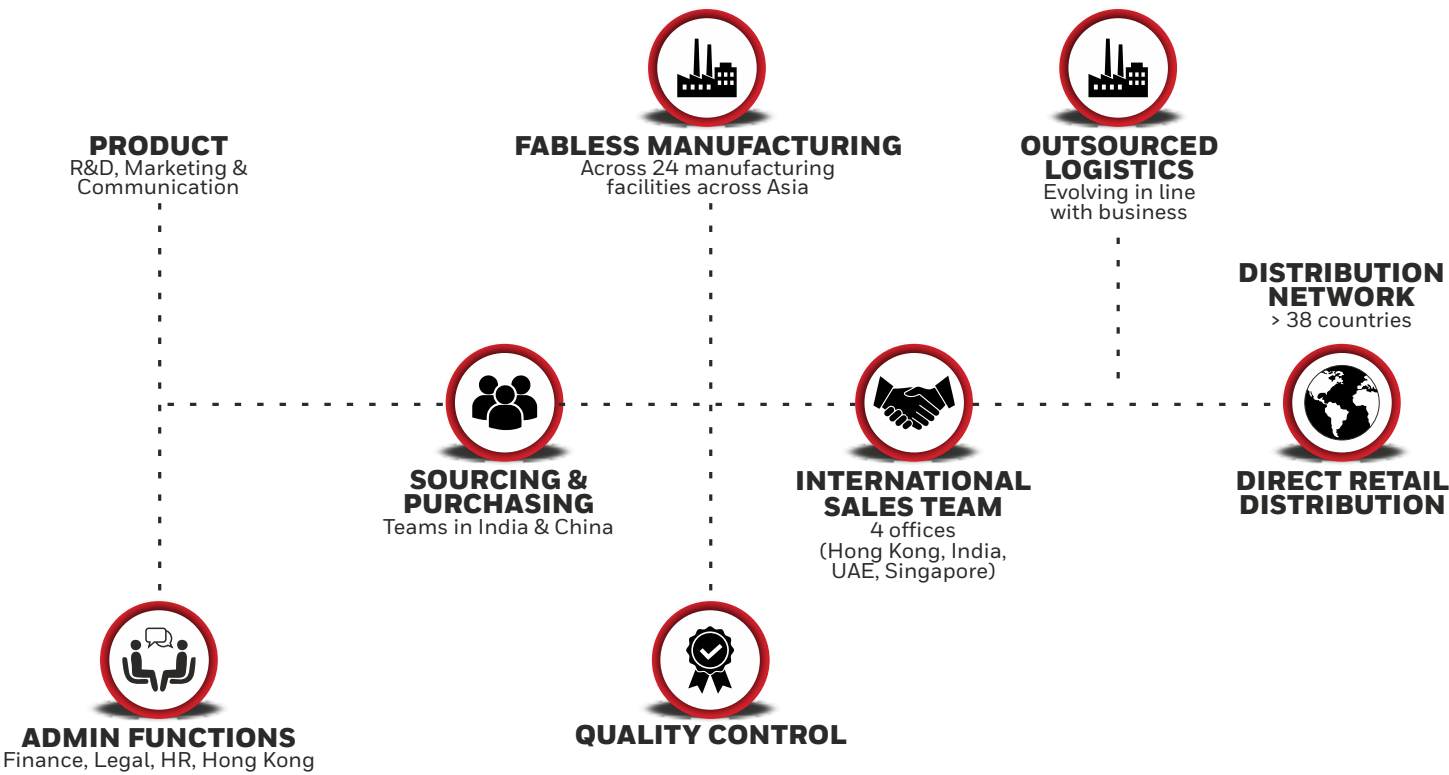 PRODUCT
R&D, Marketing &
Communication
FABLESS MANUFACTURING
Across 24 manufacturing
facilities across Asia
OUTSOURCED
LOGISTICS
Evolving in line
with business
DISTRIBUTION
NETWORK
> 38 countries
SOURCING &
PURCHASING
Teams in India & China
INTERNATIONAL
SALES TEAM
4 offices
(Hong Kong, India,
UAE, Singapore)
DIRECT RETAIL
DISTRIBUTION
ADMIN FUNCTIONS
Finance, Legal, HR, Hong Kong
QUALITY CONTROL